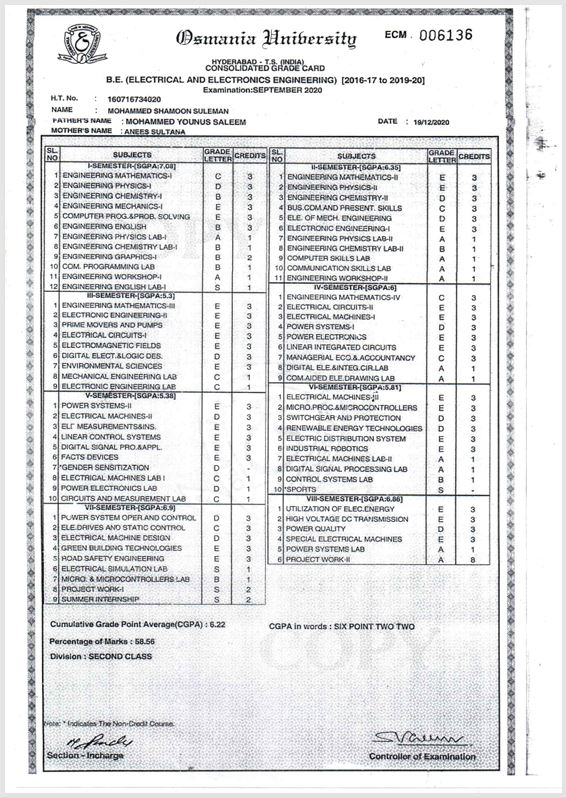 Osmania University
ECM 006136
HYDERABAD - T.S. (INDIA)
CONSOLIDATED GRADE CARD
B.E. (ELECTRICAL AND ELECTRONICS ENGINEERING) [2016-17 to 2019-20]
Examination:SEPTEMBER 2020
H.T. No. : 160716734020
NAME : MOHAMMED SHAMOON SULEMAN
FATHER'S NAME : MOHAMMED YOUNUS SALEEM DATE : 19/12/2020
MOTHER'S NAME : ANEES SULTANA
SL. NO SUBJECTS GRADE LETTER CREDITS
I-SEMESTER-[SGPA:7.08]
1 ENGINEERING MATHEMATICS-I C 3
2 ENGINEERING PHYSICS-I D 3
3 ENGINEERING CHEMISTRY-I B 3
4 ENGINEERING MECHANICS-I E 3
5 COMPUTER PROG.&PROB. SOLVING E 3
6 ENGINEERING ENGLISH B 3
7 ENGINEERING PHYSICS LAB-I A 1
8 ENGINEERING CHEMISTRY LAB-I B 1
9 ENGINEERING GRAPHICS-I B 2
10 COM. PROGRAMMING LAB B 1
11 ENGINEERING WORKSHOP-I A 1
12 ENGINEERING ENGLISH LAB-I S 1
III-SEMESTER-[SGPA:5.3]
1 ENGINEERING MATHEMATICS-III E 3
2 ELECTRONIC ENGINEERING-II E 3
3 PRIME MOVERS AND PUMPS E 3
4 ELECTRICAL CIRCUITS-I E 3
5 ELECTROMAGNETIC FIELDS E 3
6 DIGITAL ELECT.&LOGIC DES. D 3
7 ENVIRONMENTAL SCIENCES E 3
8 MECHANICAL ENGINEERING LAB C 1
9 ELECTRONIC ENGINEERING LAB C 1
V-SEMESTER-[SGPA:5.38]
1 POWER SYSTEMS-II E 3
2 ELECTRICAL MACHINES-II D 3
3 ELE MEASUREMENTS&INS. E 3
4 LINEAR CONTROL SYSTEMS E 3
5 DIGITAL SIGNAL PRO.&APPL. E 3
6 FACTS DEVICES E 3
7 *GENDER SENSITIZATION D -
8 ELECTRICAL MACHINES LAB I C 1
9 POWER ELECTRONICS LAB D 1
10 CIRCUITS AND MEASUREMENT LAB C 1
VII-SEMESTER-[SGPA:6.9]
1 POWER SYSTEM OPER.AND CONTROL D 3
2 ELE.DRIVES AND STATIC CONTROL C 3
3 ELECTRICAL MACHINE DESIGN D 3
4 GREEN BUILDING TECHNOLOGIES E 3
5 ROAD SAFETY ENGINEERING E 3
6 ELECTRICAL SIMULATION LAB S 1
7 MICRO. & MICROCONTROLLERS LAB B 1
8 PROJECT WORK-I S 2
9 SUMMER INTERNSHIP S 2
SL. NO SUBJECTS GRADE LETTER CREDITS
II-SEMESTER-[SGPA:6.35]
1 ENGINEERING MATHEMATICS-II E 3
2 ENGINEERING PHYSICS-II E 3
3 ENGINEERING CHEMISTRY-II D 3
4 BUS.COM.AND PRESENT. SKILLS C 3
5 ELE. OF MECH. ENGINEERING D 3
6 ELECTRONIC ENGINEERING-I E 3
7 ENGINEERING PHYSICS LAB-II A 1
8 ENGINEERING CHEMISTRY LAB-II B 1
9 COMPUTER SKILLS LAB A 1
10 COMMUNICATION SKILLS LAB A 1
11 ENGINEERING WORKSHOP-II A 1
IV-SEMESTER-[SGPA:6]
1 ENGINEERING MATHEMATICS-IV C 3
2 ELECTRICAL CIRCUITS-II E 3
3 ELECTRICAL MACHINES-I E 3
4 POWER SYSTEMS-I D 3
5 POWER ELECTRONICS E 3
6 LINEAR INTEGRATED CIRCUITS E 3
7 MANAGERIAL ECO.& ACCOUNTANCY C 3
8 DIGITAL ELE.&INTEG.CIR.LAB A 1
9 COM.AIDED ELE.DRAWING LAB A 1
VI-SEMESTER-[SGPA:5.81]
1 ELECTRICAL MACHINES-III E 3
2 MICRO.PROC.&MICROCONTROLLERS E 3
3 SWITCHGEAR AND PROTECTION D 3
4 RENEWABLE ENERGY TECHNOLOGIES D 3
5 ELECTRIC DISTRIBUTION SYSTEM E 3
6 INDUSTRIAL ROBOTICS E 3
7 ELECTRICAL MACHINES LAB-II A 1
8 DIGITAL SIGNAL PROCESSING LAB A 1
9 CONTROL SYSTEMS LAB B 1
10 *SPORTS S -
VIII-SEMESTER-[SGPA:6.86]
1 UTILIZATION OF ELEC.ENERGY E 3
2 HIGH VOLTAGE DC TRANSMISSION E 3
3 POWER QUALITY D 3
4 SPECIAL ELECTRICAL MACHINES E 3
5 POWER SYSTEMS LAB A 1
6 PROJECT WORK-II A 8
Cumulative Grade Point Average(CGPA) : 6.22 CGPA in words : SIX POINT TWO TWO
Percentage of Marks : 58.56
Division : SECOND CLASS
COPY
Note: * Indicates The Non-Credit Course.
Section - Incharge Controller of Examination